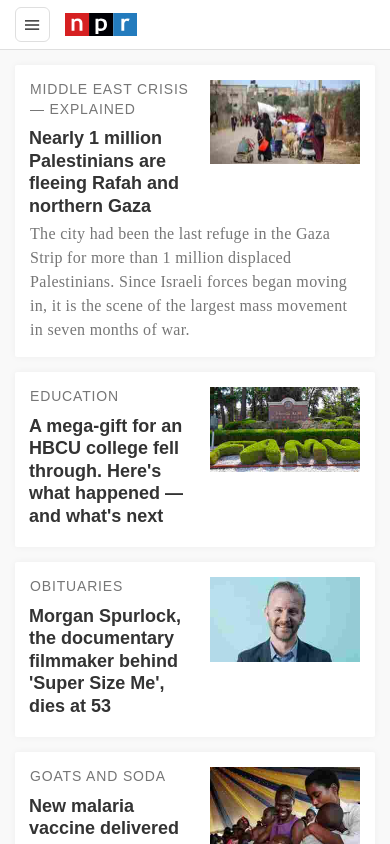 npr
MIDDLE EAST CRISIS
— EXPLAINED
Nearly 1 million
Palestinians are
fleeing Rafah and
northern Gaza
The city had been the last refuge in the Gaza
Strip for more than 1 million displaced
Palestinians. Since Israeli forces began moving
in, it is the scene of the largest mass movement
in seven months of war.
EDUCATION
A mega-gift for an
HBCU college fell
through. Here's
what happened —
and what's next
OBITUARIES
Morgan Spurlock,
the documentary
filmmaker behind
'Super Size Me',
dies at 53
GOATS AND SODA
New malaria
vaccine delivered